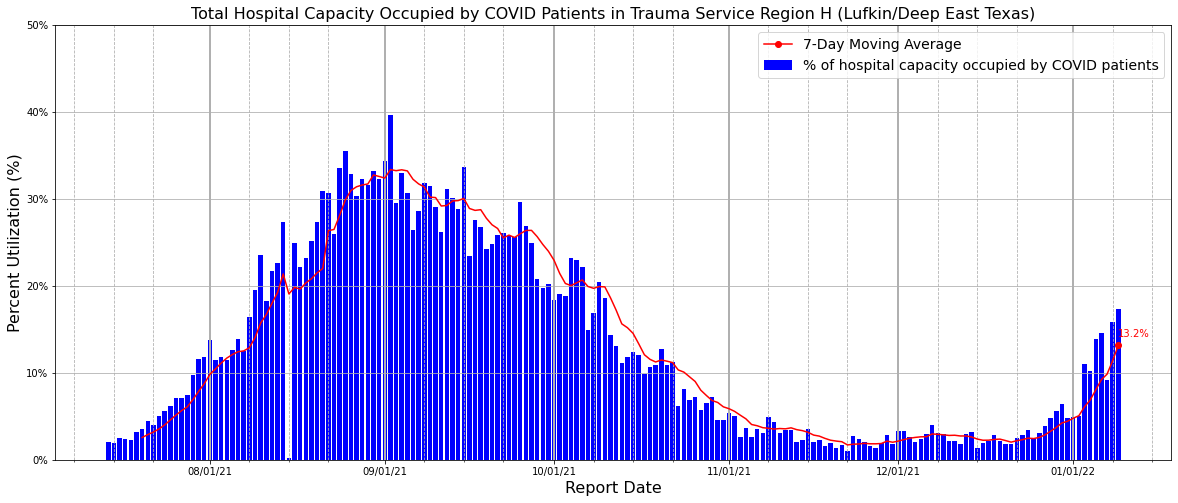 Total Hospital Capacity Occupied by COVID Patients in Trauma Service Region H (Lufkin/Deep East Texas)
50%
7-Day Moving Average
% of hospital capacity occupied by COVID patients
40%
30%
20%
10%
0%
Percent Utilization (%)
13.2%
08/01/21
09/01/21
10/01/21
11/01/21
12/01/21
01/01/22
Report Date